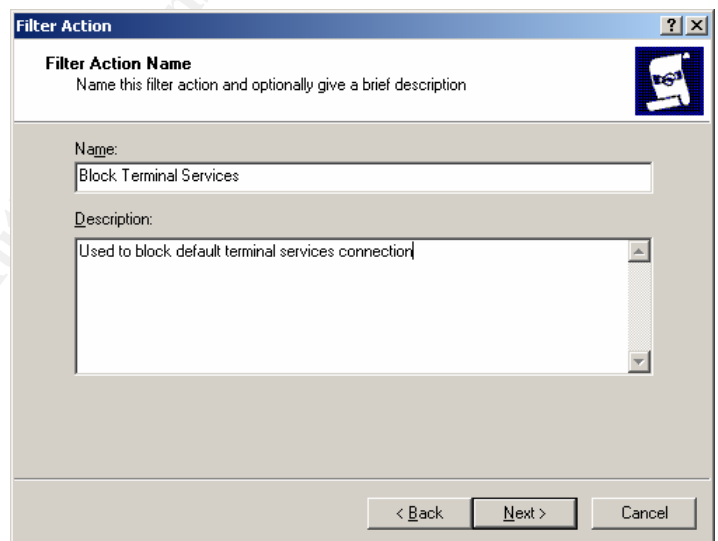 Filter Action
Filter Action Name
Name this filter action and optionally give a brief description
Name:
Block Terminal Services
Description:
Used to block default terminal services connection
< Back
Next >
Cancel